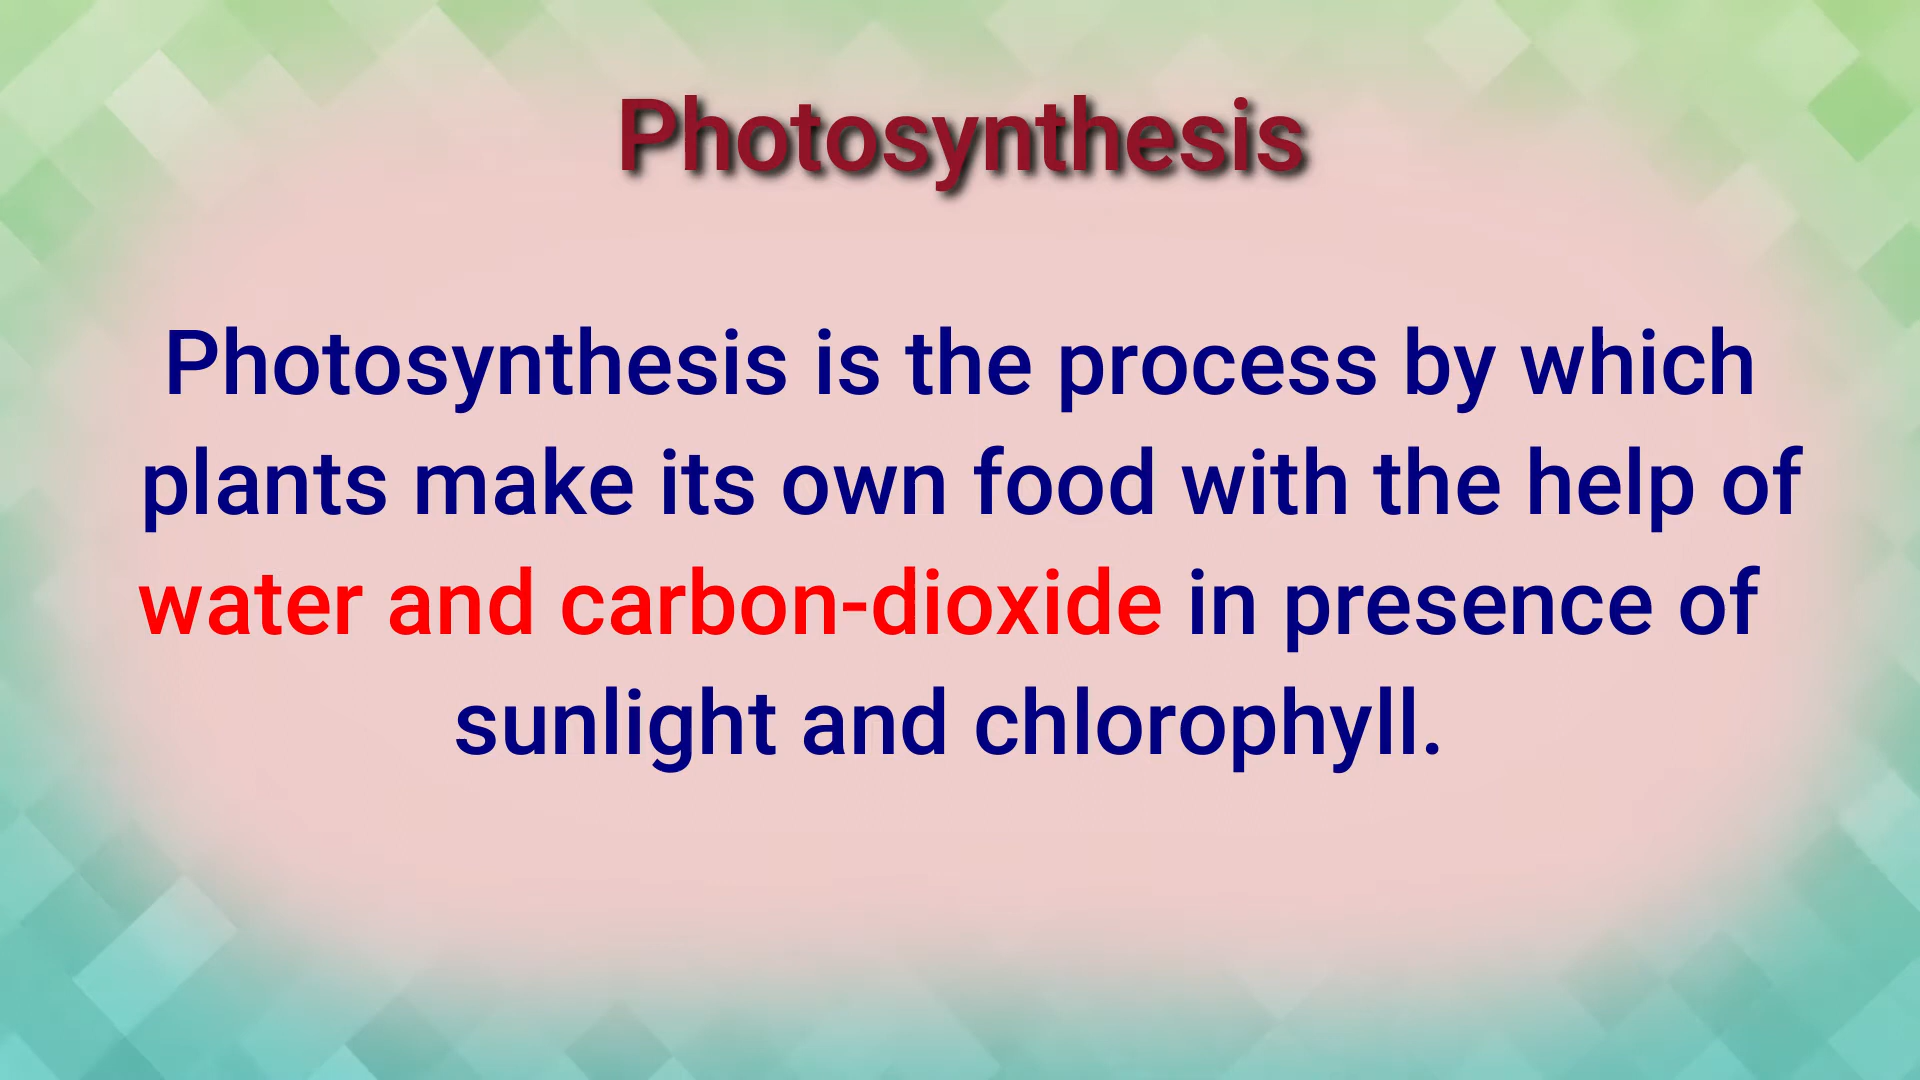 Photosynthesis
Photosynthesis is the process by which
plants make its own food with the help of
water and carbon-dioxide in presence of
sunlight and chlorophyll.